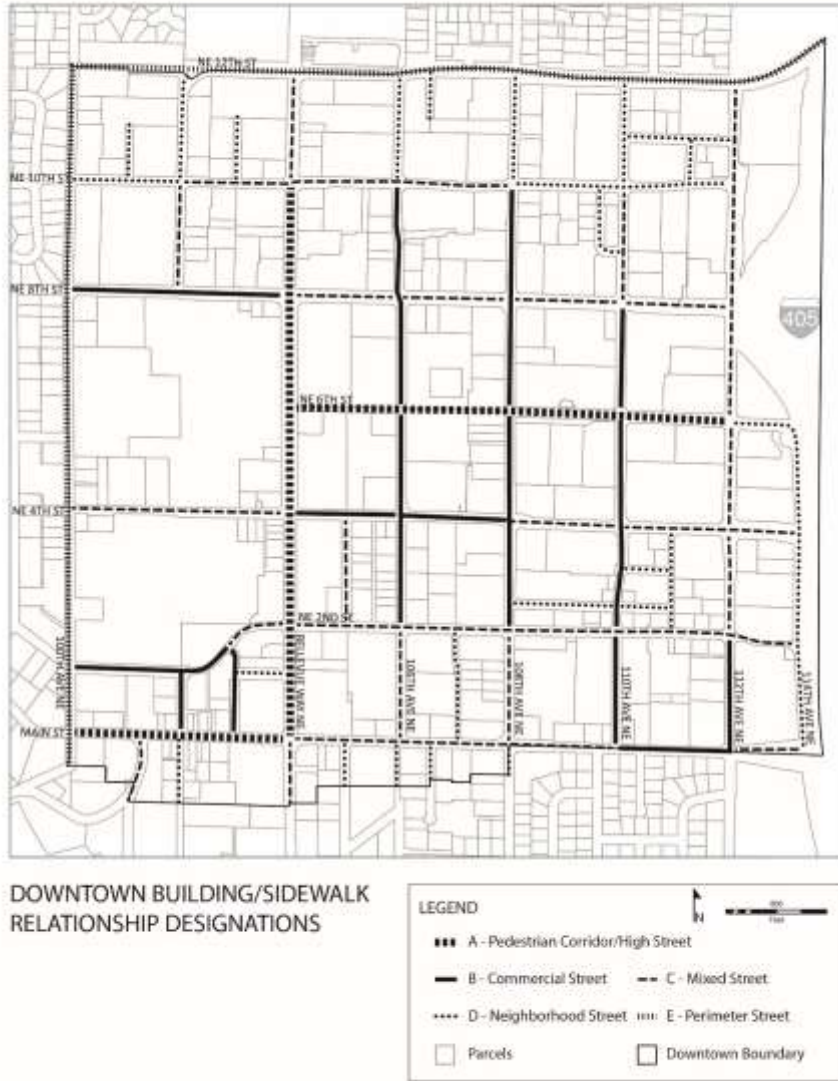 NE 12TH ST
NE 10TH ST
NE 8TH ST
405
NE 6TH ST
NE 4TH ST
NE 2ND ST
100TH AVE NE
BELLEVUE WAY NE
106TH AVE NE
108TH AVE NE
110TH AVE NE
112TH AVE NE
114TH AVE NE
MAIN ST
DOWNTOWN BUILDING/SIDEWALK
RELATIONSHIP DESIGNATIONS
LEGEND
N
A - Pedestrian Corridor/High Street
B - Commercial Street
C - Mixed Street
D - Neighborhood Street
E - Perimeter Street
Parcels
Downtown Boundary